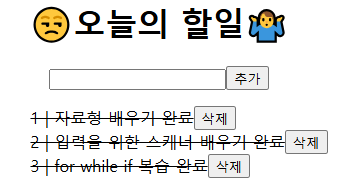 😒오늘의 할일🤷‍♂️
추가
1 | 자료형 배우기 완료 삭제
2 | 입력을 위한 스캐너 배우기 완료 삭제
3 | for while if 복습 완료 삭제